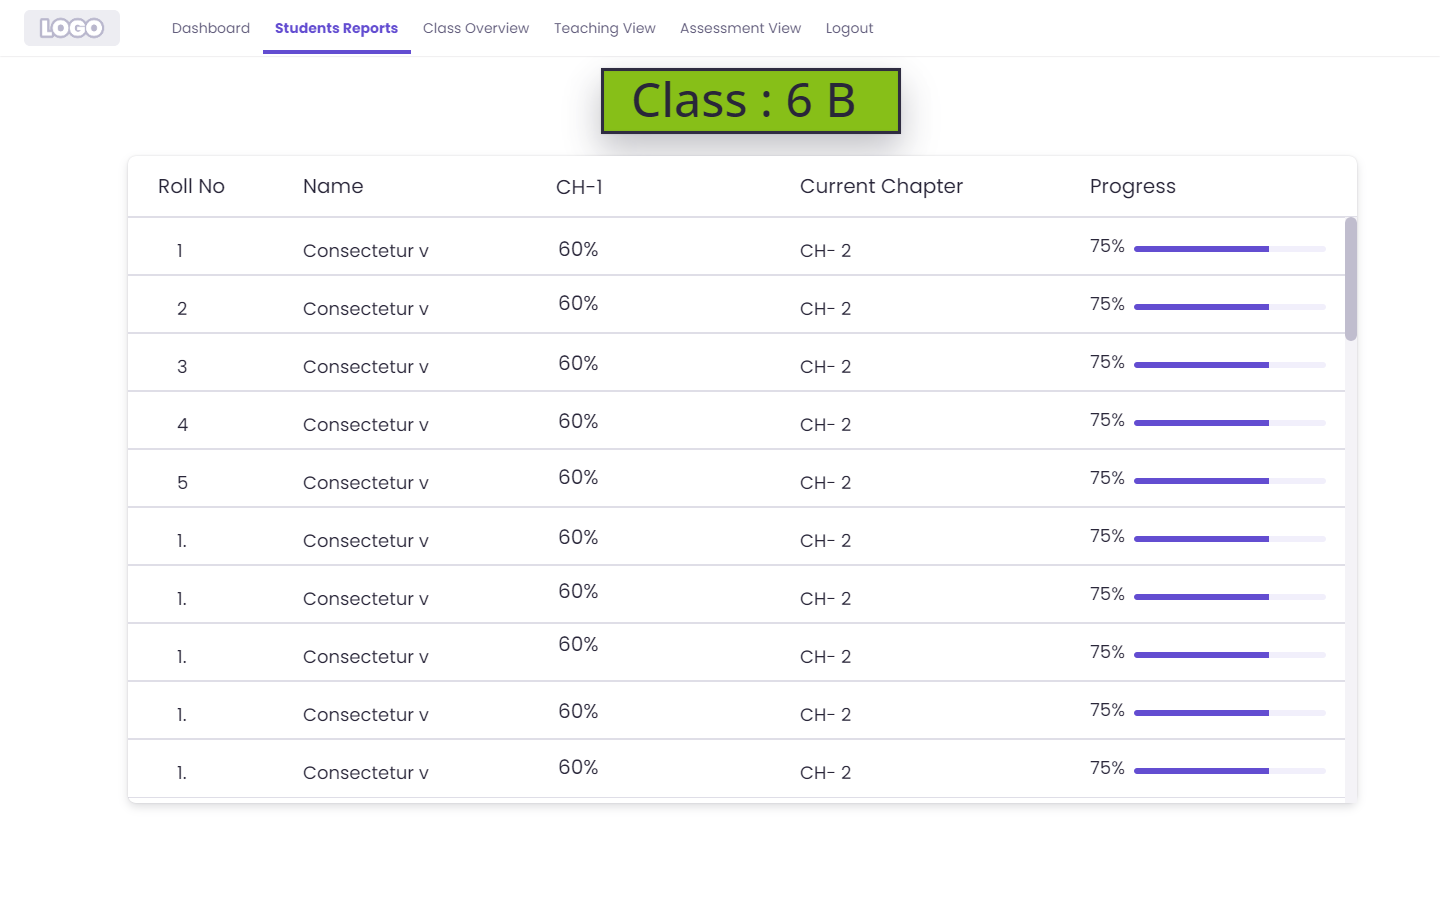 LOGO Dashboard Students Reports Class Overview Teaching View Assessment View Logout
Class : 6 B
Roll No Name CH-1 Current Chapter Progress
1 Consectetur v 60% CH- 2 75%
2 Consectetur v 60% CH- 2 75%
3 Consectetur v 60% CH- 2 75%
4 Consectetur v 60% CH- 2 75%
5 Consectetur v 60% CH- 2 75%
1. Consectetur v 60% CH- 2 75%
1. Consectetur v 60% CH- 2 75%
1. Consectetur v 60% CH- 2 75%
1. Consectetur v 60% CH- 2 75%
1. Consectetur v 60% CH- 2 75%